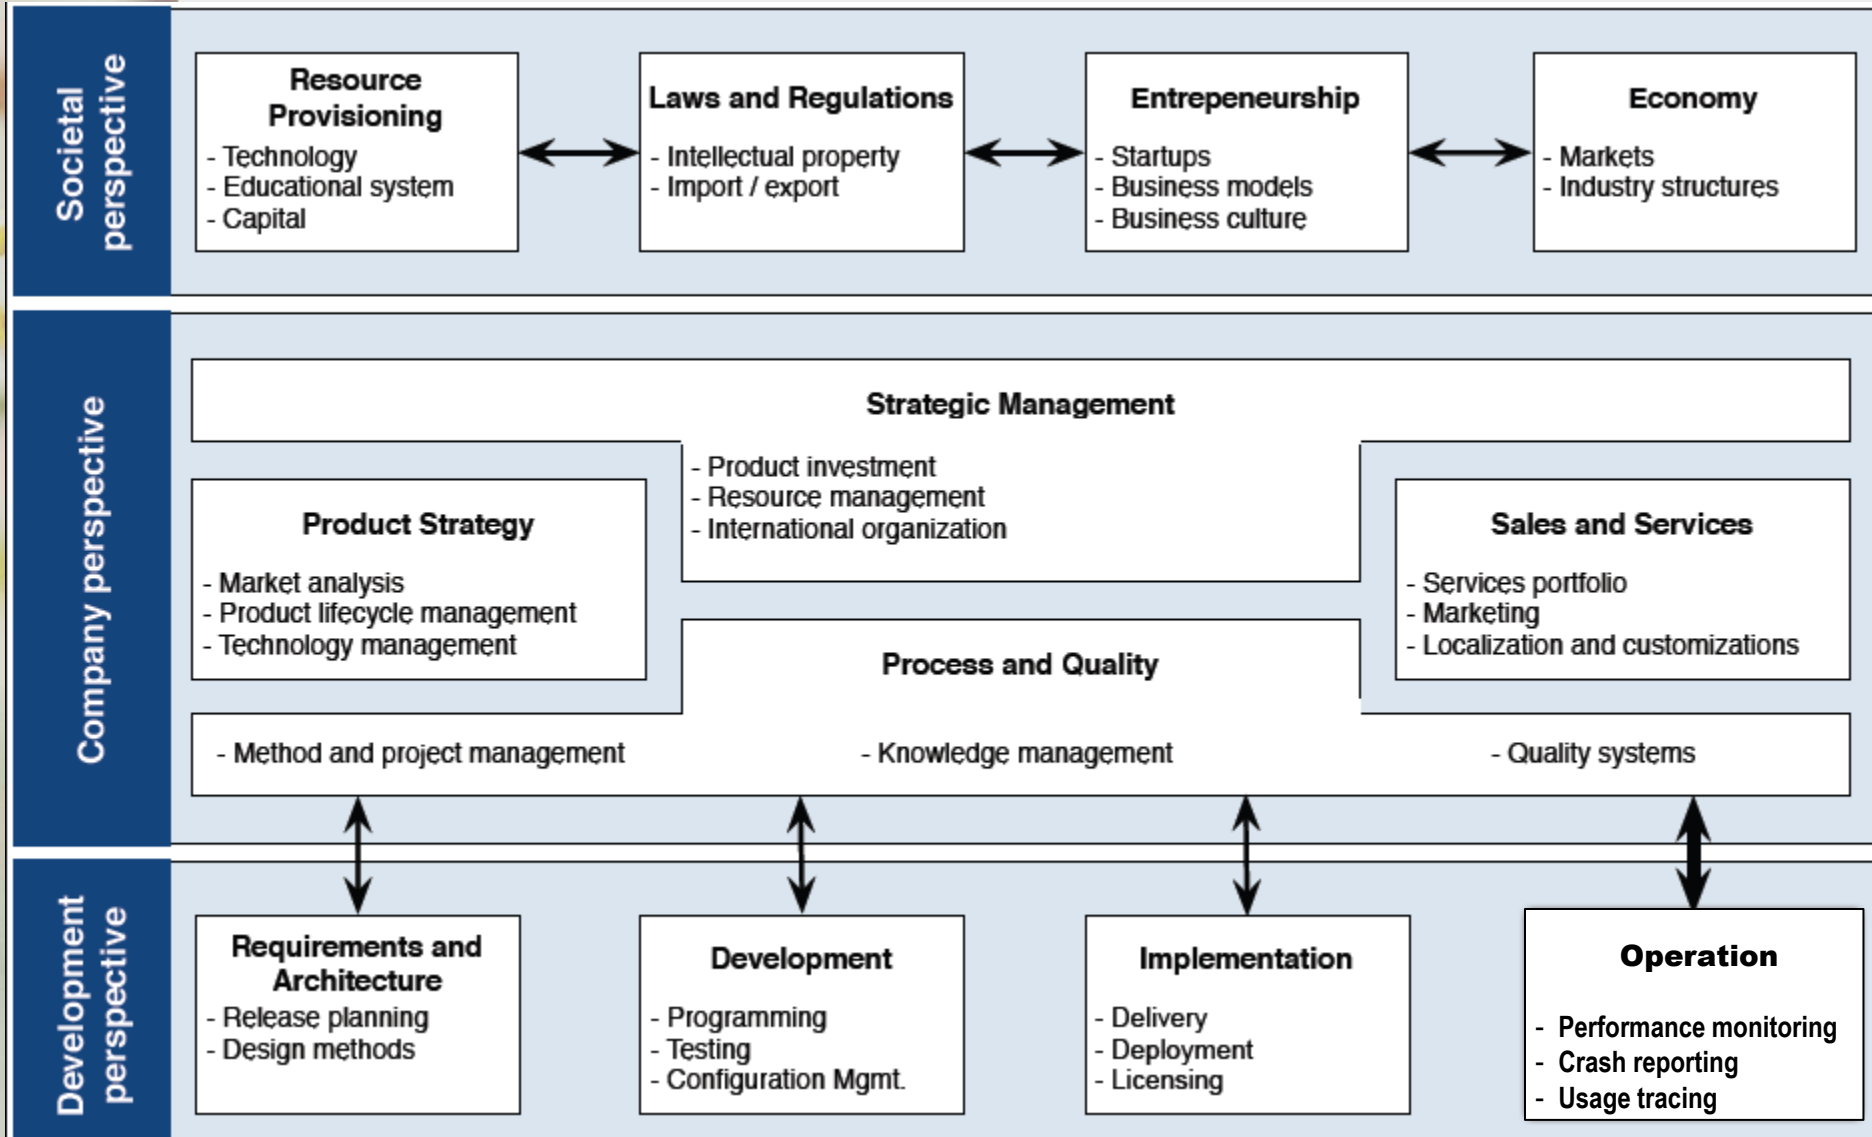 Societal
perspective
Resource
Provisioning
- Technology
- Educational system
- Capital
Laws and Regulations
- Intellectual property
- Import / export
Entrepeneurship
- Startups
- Business models
- Business culture
Economy
- Markets
- Industry structures
Company perspective
Strategic Management
- Product investment
- Resource management
- International organization
Product Strategy
- Market analysis
- Product lifecycle management
- Technology management
Sales and Services
- Services portfolio
- Marketing
- Localization and customizations
Process and Quality
- Method and project management
- Knowledge management
- Quality systems
Development
perspective
Requirements and
Architecture
- Release planning
- Design methods
Development
- Programming
- Testing
- Configuration Mgmt.
Implementation
- Delivery
- Deployment
- Licensing
Operation
- Performance monitoring
- Crash reporting
- Usage tracing